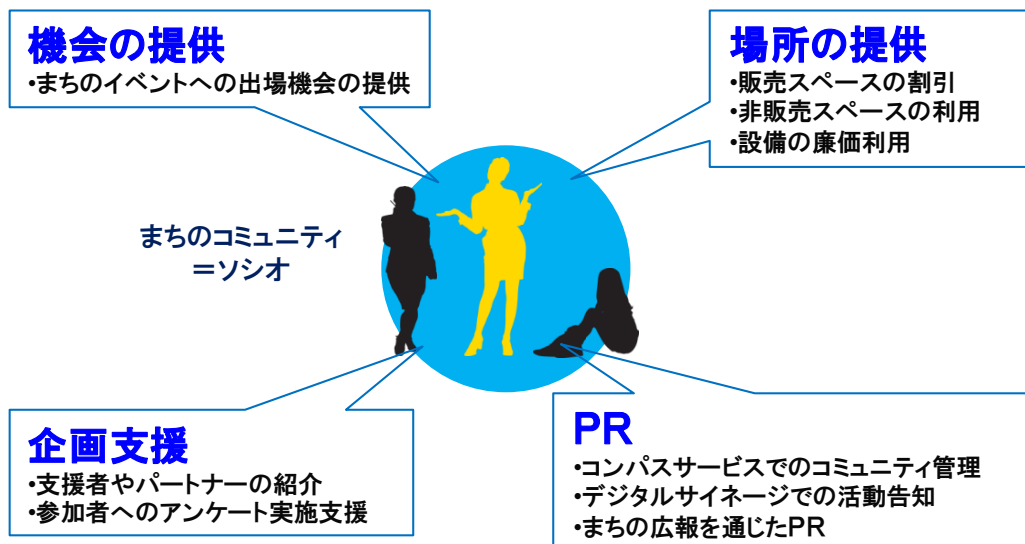 機会の提供
・まちのイベントへの出場機会の提供
場所の提供
・販売スペースの割引
・非販売スペースの利用
・設備の廉価利用
まちのコミュニティ
＝ソシオ
企画支援
・支援者やパートナーの紹介
・参加者へのアンケート実施支援
PR
・コンパスサービスでのコミュニティ管理
・デジタルサイネージでの活動告知
・まちの広報を通じたPR